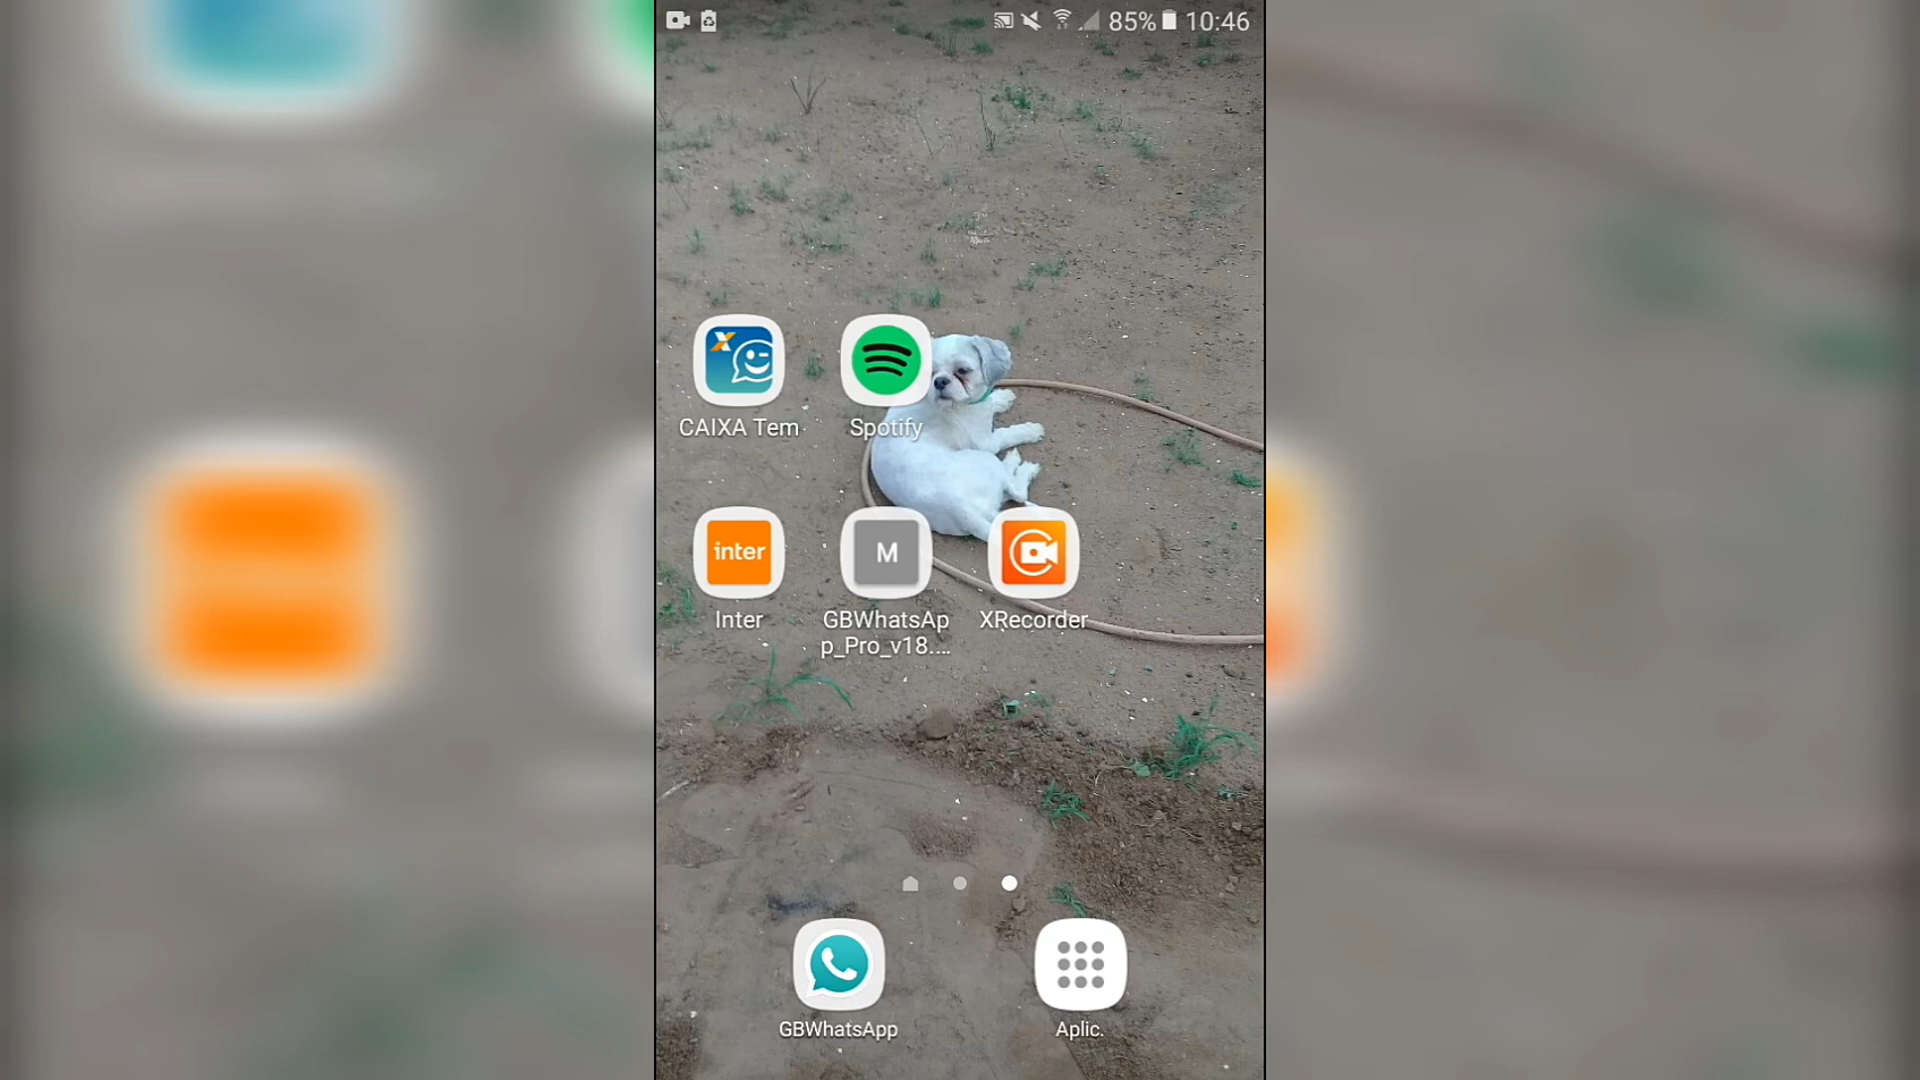 85% 10:46
CAIXA Tem
Spotify
inter
M
Inter
GBWhatsAp
p_Pro_v18....
XRecorder
GBWhatsApp
Aplic.